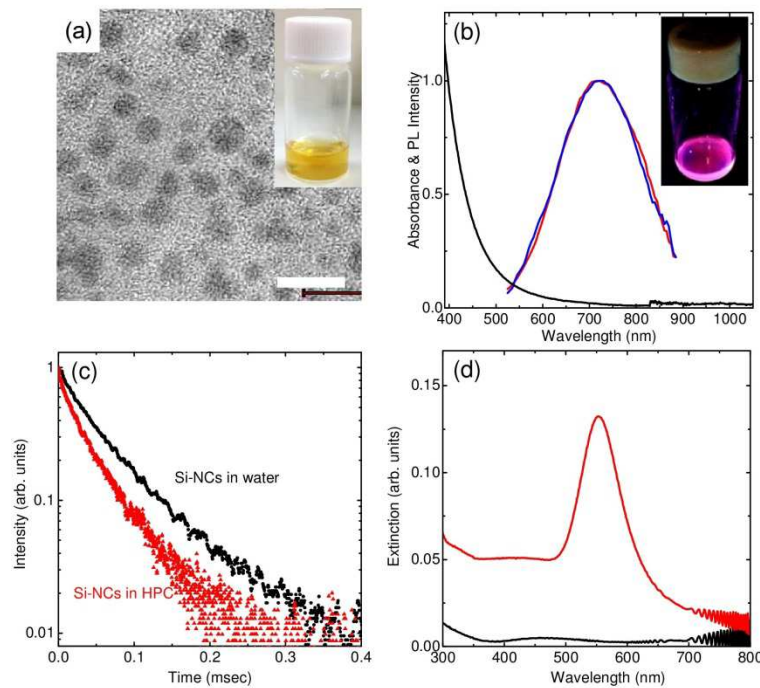 (a)
(b)
Absorbance & PL Intensity
1.0
0.5
0.0
400 500 600 700 800 900 1000
Wavelength (nm)
(c)
Intensity (arb. units)
1
0.1
0.01
Si-NCs in water
Si-NCs in HPC
0.0 0.1 0.2 0.3 0.4
Time (msec)
(d)
Extinction (arb. units)
0.15
0.10
0.05
0.00
300 400 500 600 700 800
Wavelength (nm)